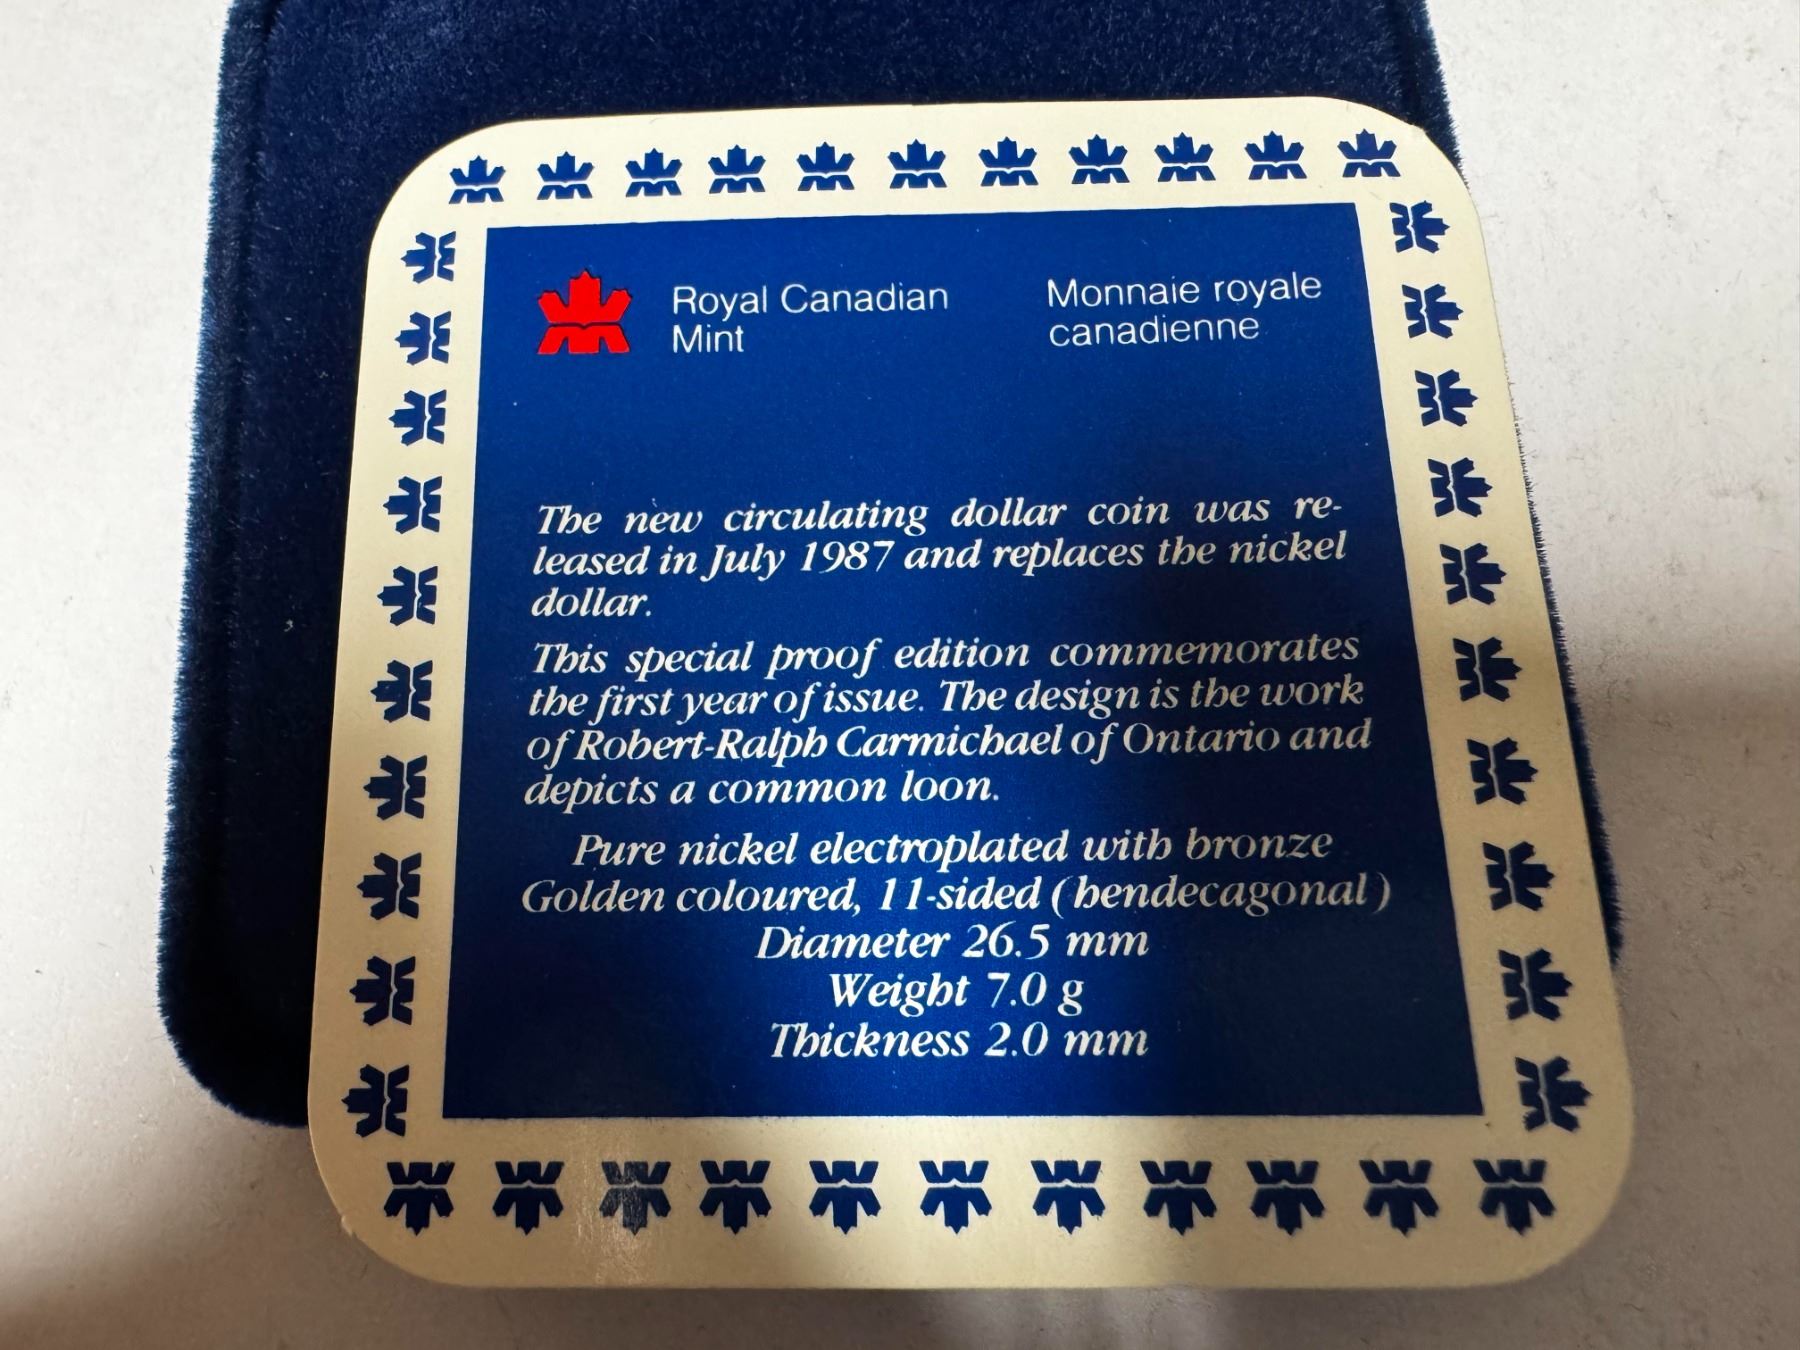 Royal Canadian
Mint
Monnaie royale
canadienne
The new circulating dollar coin was re-
leased in July 1987 and replaces the nickel
dollar.
This special proof edition commemorates
the first year of issue. The design is the work
of Robert-Ralph Carmichael of Ontario and
depicts a common loon.
Pure nickel electroplated with bronze
Golden coloured, 11-sided (hendecagonal)
Diameter 26.5 mm
Weight 7.0 g
Thickness 2.0 mm